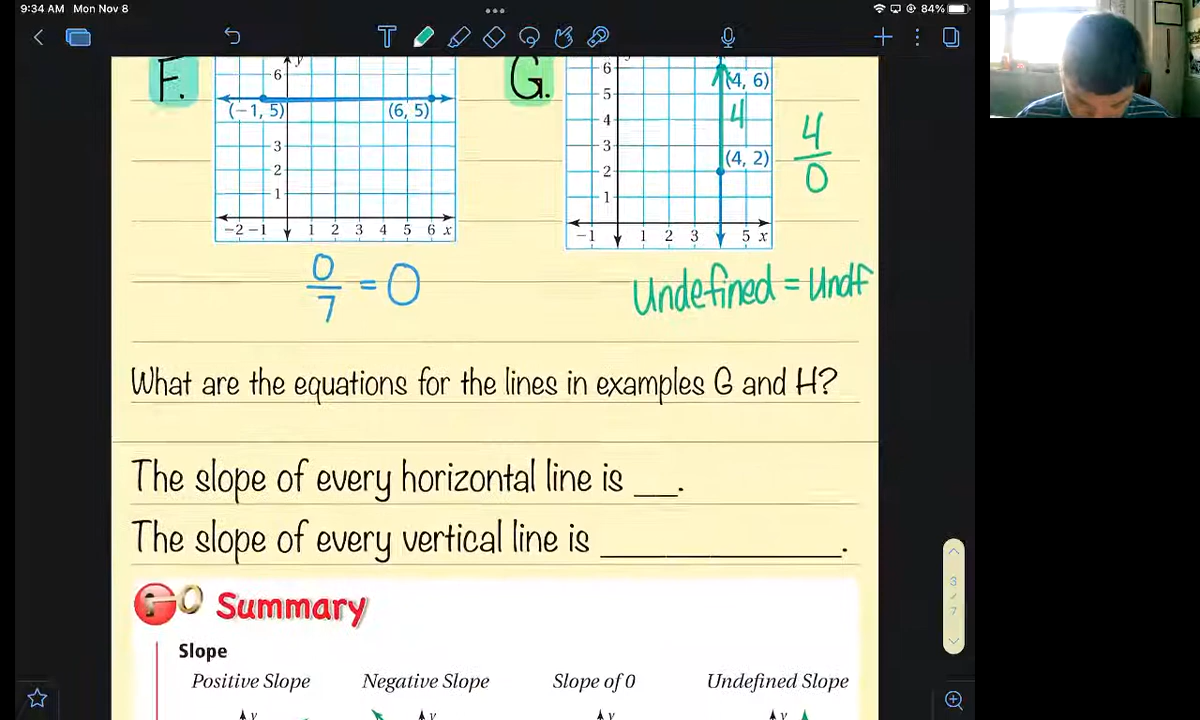 9:34 AM Mon Nov 8
84%
F.
6
y
(−1, 5)
(6, 5)
3
2
1
−2 −1 1 2 3 4 5 6 x
0
7
= 0
G.
6
(4, 6)
5
4
4
3
(4, 2)
2
1
−1 1 2 3 5 x
4
0
Undefined = Undf
What are the equations for the lines in examples G and H?
The slope of every horizontal line is ___.
The slope of every vertical line is _______________.
Summary
Slope
Positive Slope Negative Slope Slope of 0 Undefined Slope
y y y y
3
/
7